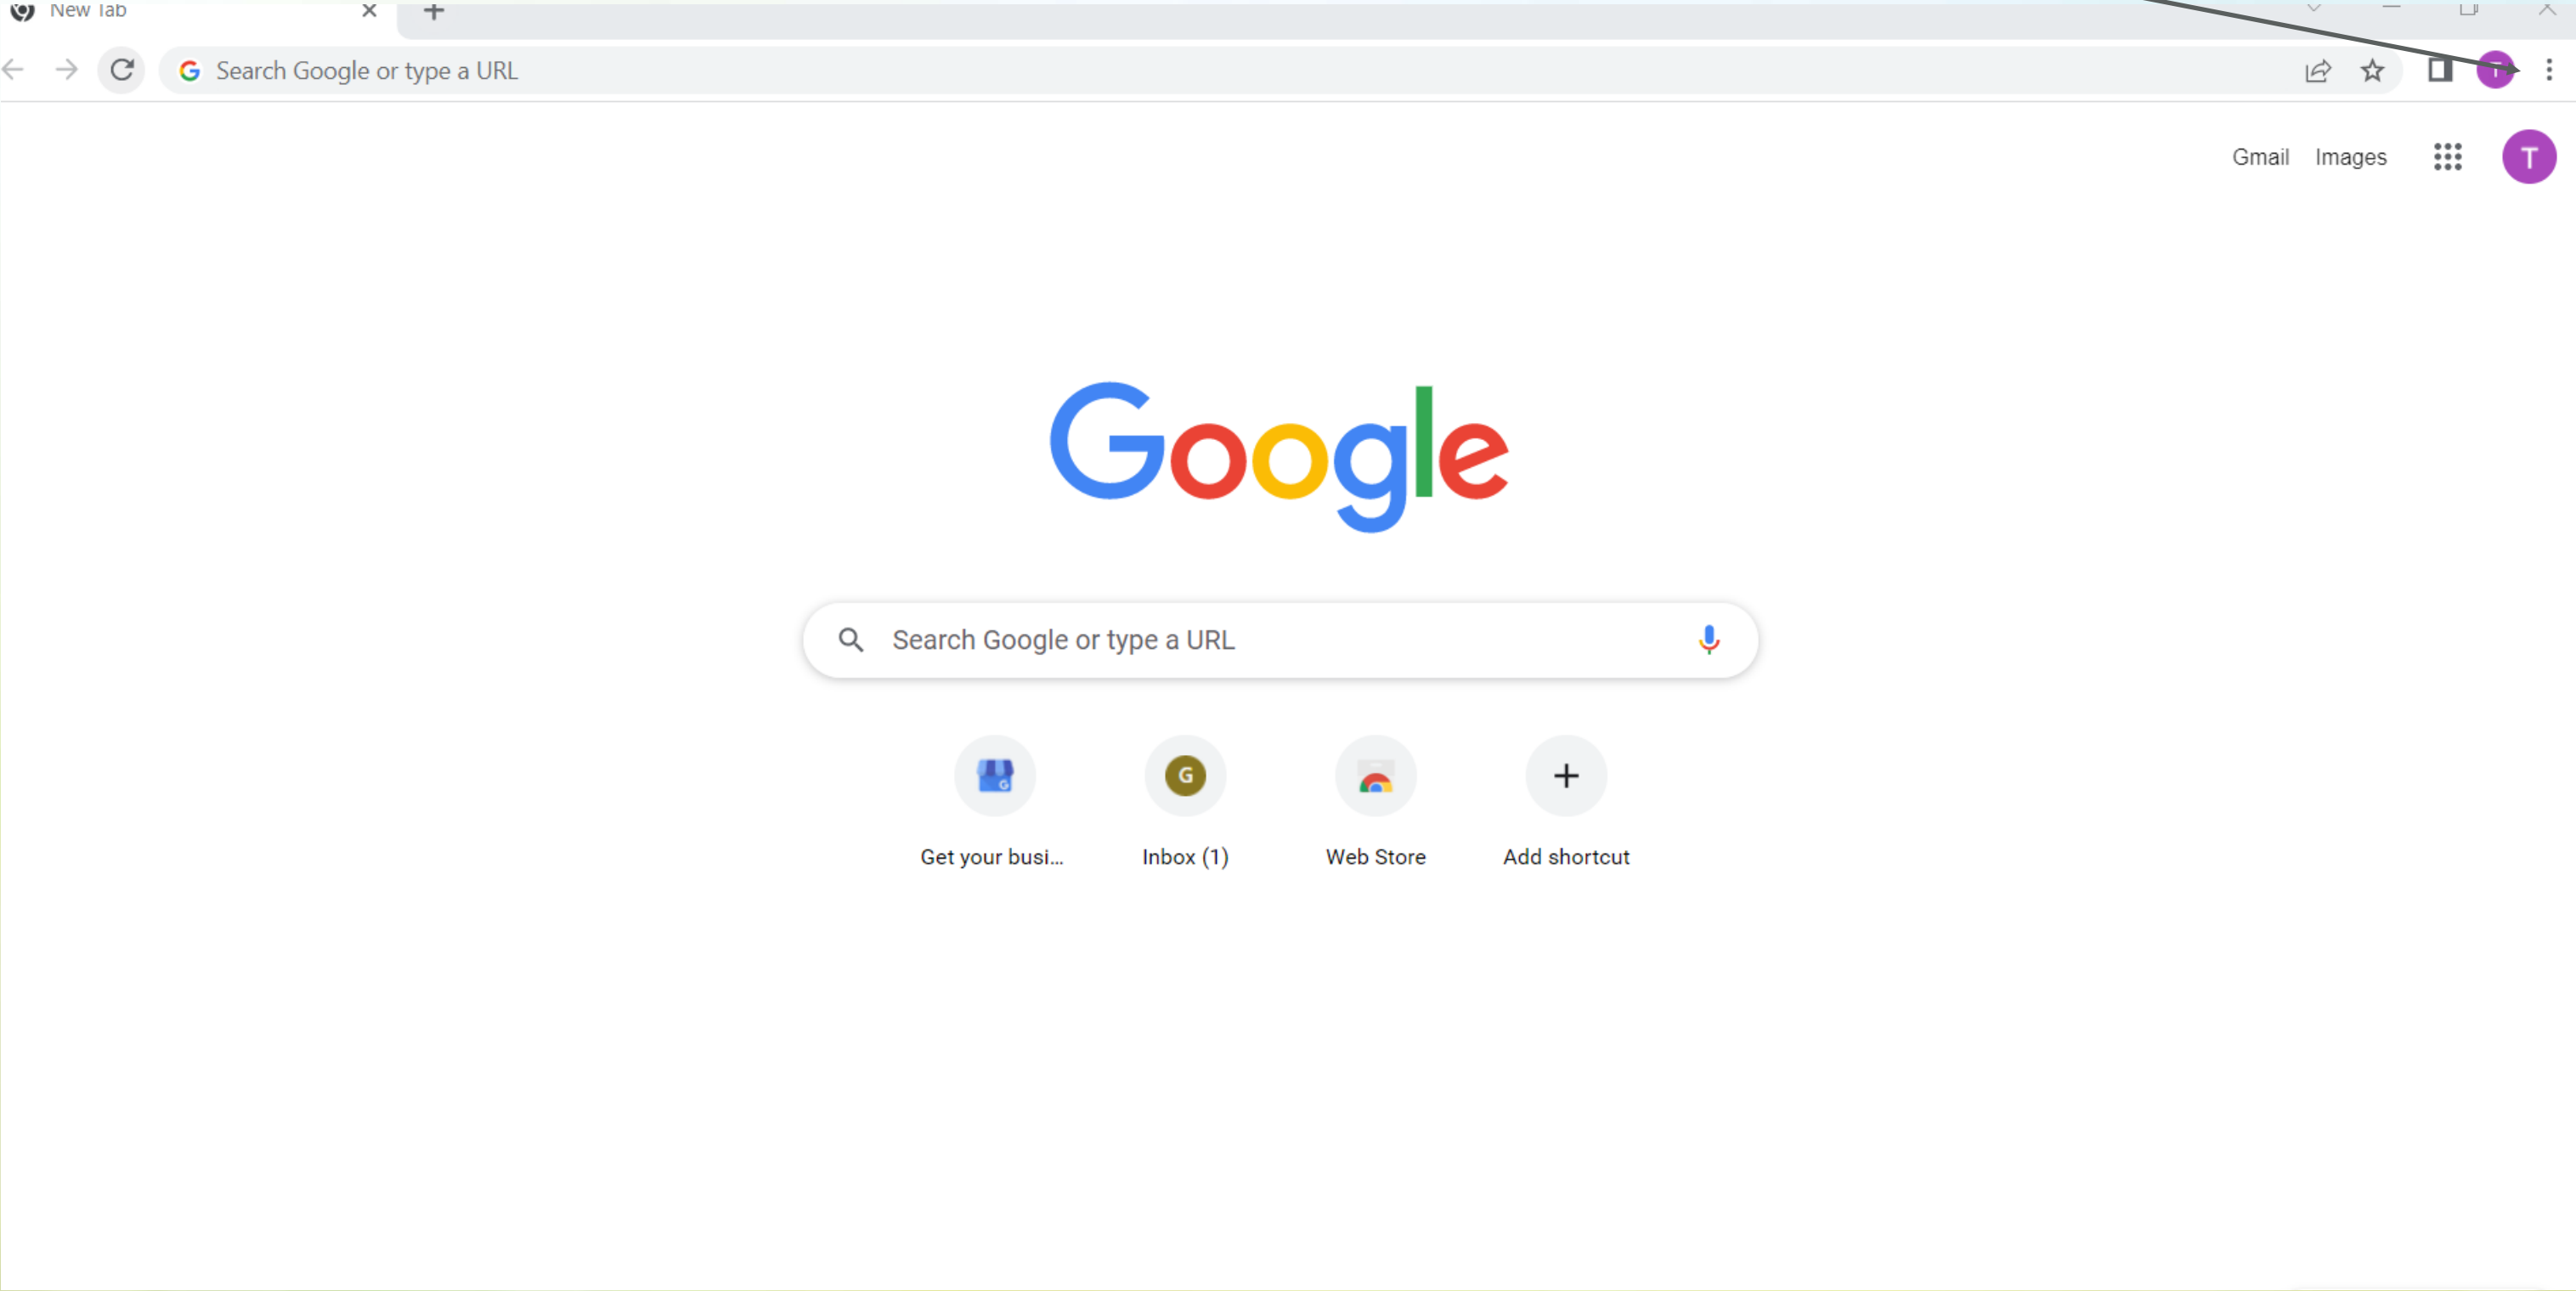 New Tab
Search Google or type a URL
T
Gmail Images
T
Google
Search Google or type a URL
G
Get your busi... Inbox (1) Web Store Add shortcut